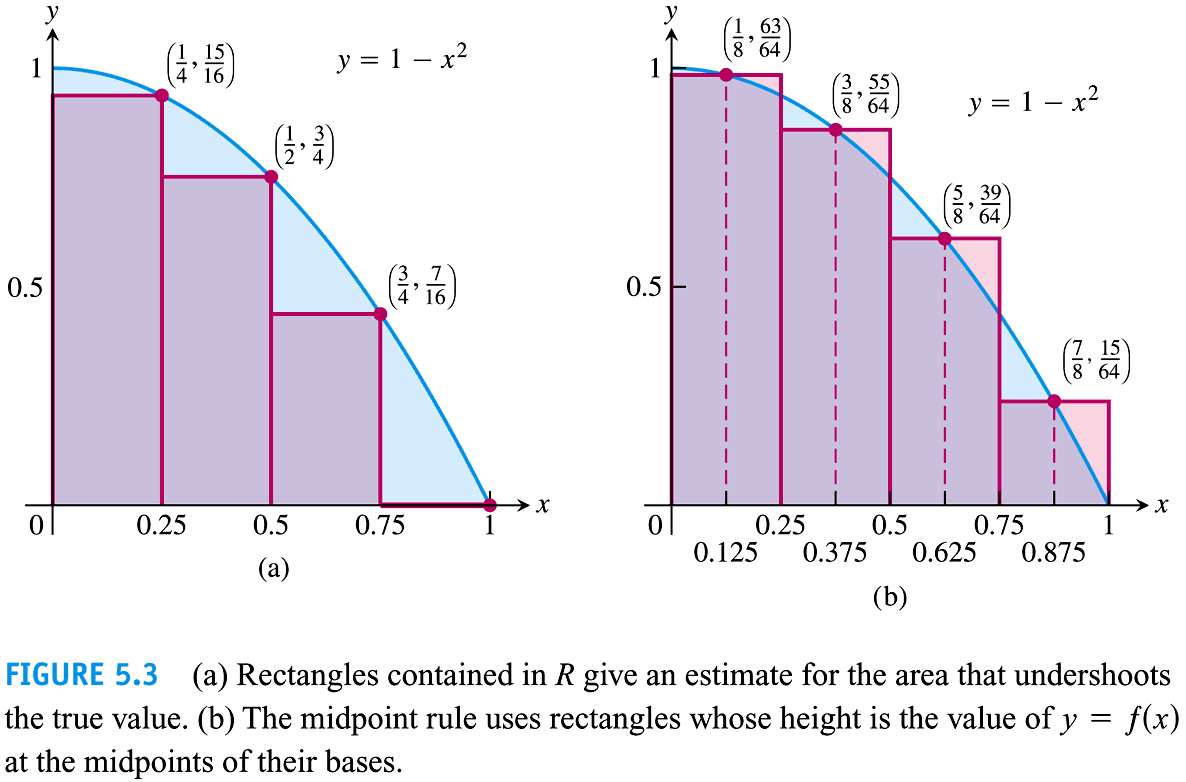 y
1
(1/4, 15/16)
y = 1 − x²
(1/2, 3/4)
0.5
(3/4, 7/16)
0 0.25 0.5 0.75 1 x
(a)
y
1
(1/8, 63/64)
(3/8, 55/64)
y = 1 − x²
(5/8, 39/64)
0.5
(7/8, 15/64)
0 0.25 0.5 0.75 1 x
0.125 0.375 0.625 0.875
(b)
FIGURE 5.3 (a) Rectangles contained in R give an estimate for the area that undershoots
the true value. (b) The midpoint rule uses rectangles whose height is the value of y = f(x)
at the midpoints of their bases.